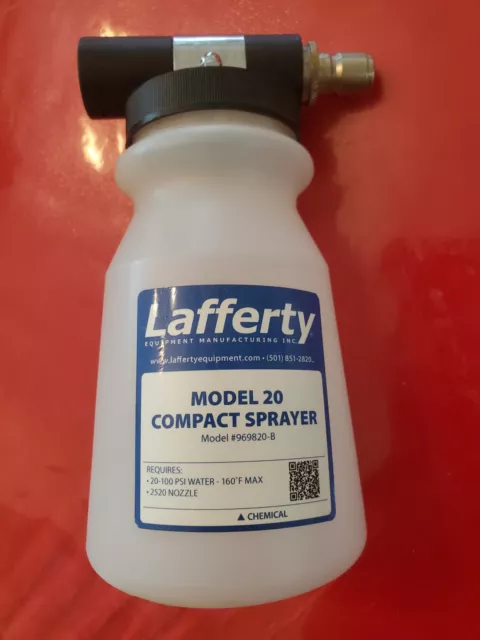 Lafferty
EQUIPMENT MANUFACTURING INC.
www.laffertyequipment.com • (501) 851-2820
MODEL 20
COMPACT SPRAYER
Model #969820-B
REQUIRES:
• 20-100 PSI WATER - 160°F MAX
• 2520 NOZZLE
▲ CHEMICAL